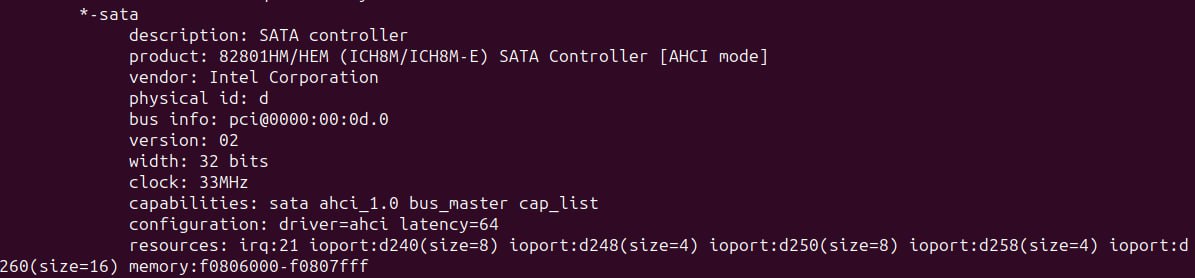 *-sata
description: SATA controller
product: 82801HM/HEM (ICH8M/ICH8M-E) SATA Controller [AHCI mode]
vendor: Intel Corporation
physical id: d
bus info: pci@0000:00:0d.0
version: 02
width: 32 bits
clock: 33MHz
capabilities: sata ahci_1.0 bus_master cap_list
configuration: driver=ahci latency=64
resources: irq:21 ioport:d240(size=8) ioport:d248(size=4) ioport:d250(size=8) ioport:d258(size=4) ioport:d
260(size=16) memory:f0806000-f0807fff